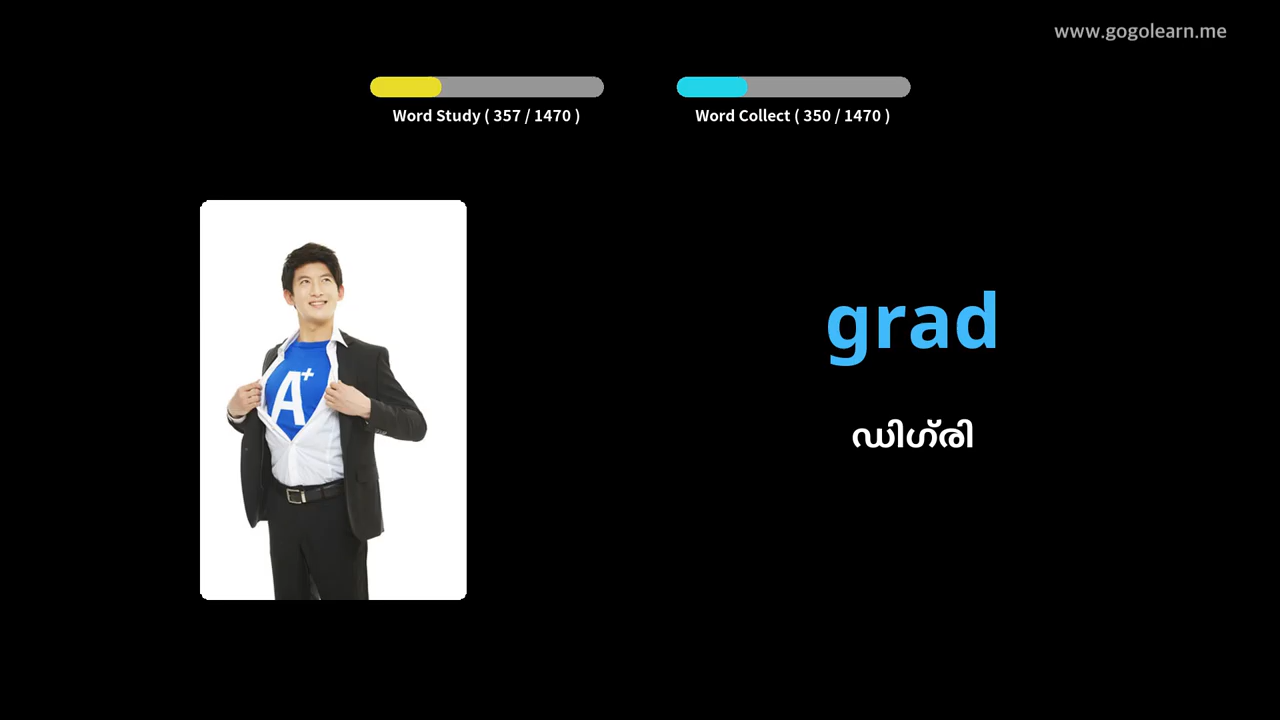 www.gogolearn.me
Word Study ( 357 / 1470 )
Word Collect ( 350 / 1470 )
A+
grad
ഡിഗ്രി